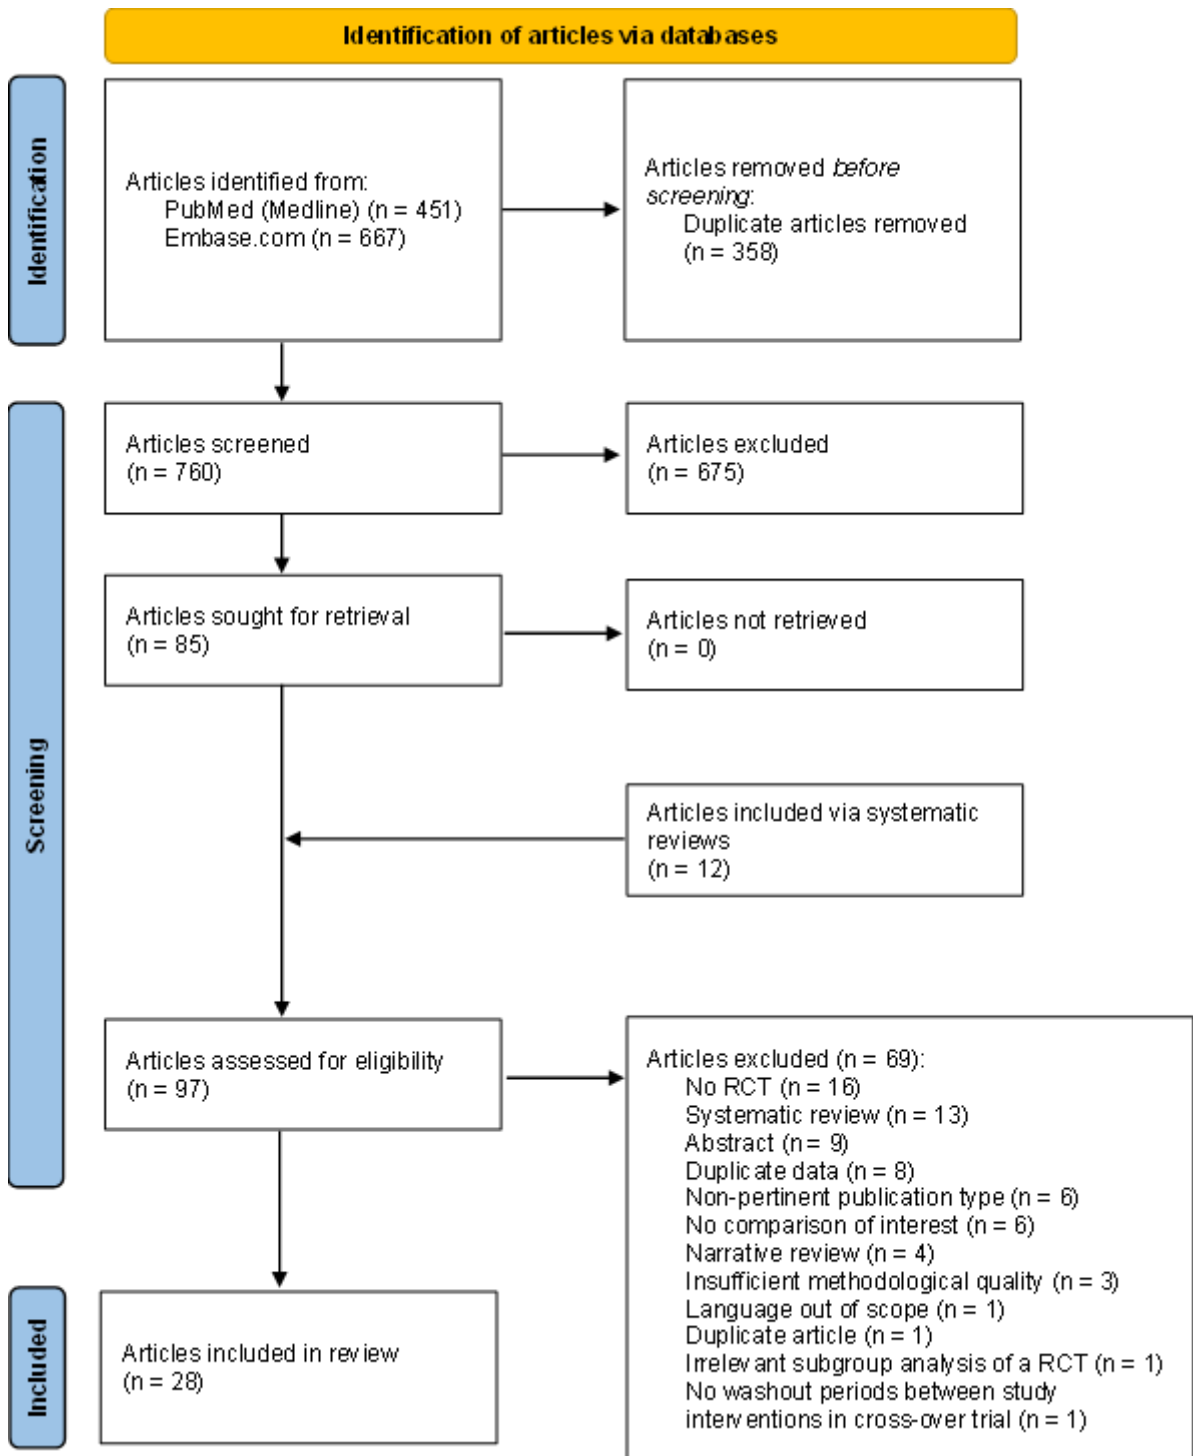 Identification of articles via databases
Identification
Articles identified from:
PubMed (Medline) (n = 451)
Embase.com (n = 667)
Articles removed before
screening:
Duplicate articles removed
(n = 358)
Screening
Articles screened
(n = 760)
Articles excluded
(n = 675)
Articles sought for retrieval
(n = 85)
Articles not retrieved
(n = 0)
Articles included via systematic
reviews
(n = 12)
Articles assessed for eligibility
(n = 97)
Articles excluded (n = 69):
No RCT (n = 16)
Systematic review (n = 13)
Abstract (n = 9)
Duplicate data (n = 8)
Non-pertinent publication type (n = 6)
No comparison of interest (n = 6)
Narrative review (n = 4)
Insufficient methodological quality (n = 3)
Language out of scope (n = 1)
Duplicate article (n = 1)
Irrelevant subgroup analysis of a RCT (n = 1)
No washout periods between study
interventions in cross-over trial (n = 1)
Included
Articles included in review
(n = 28)